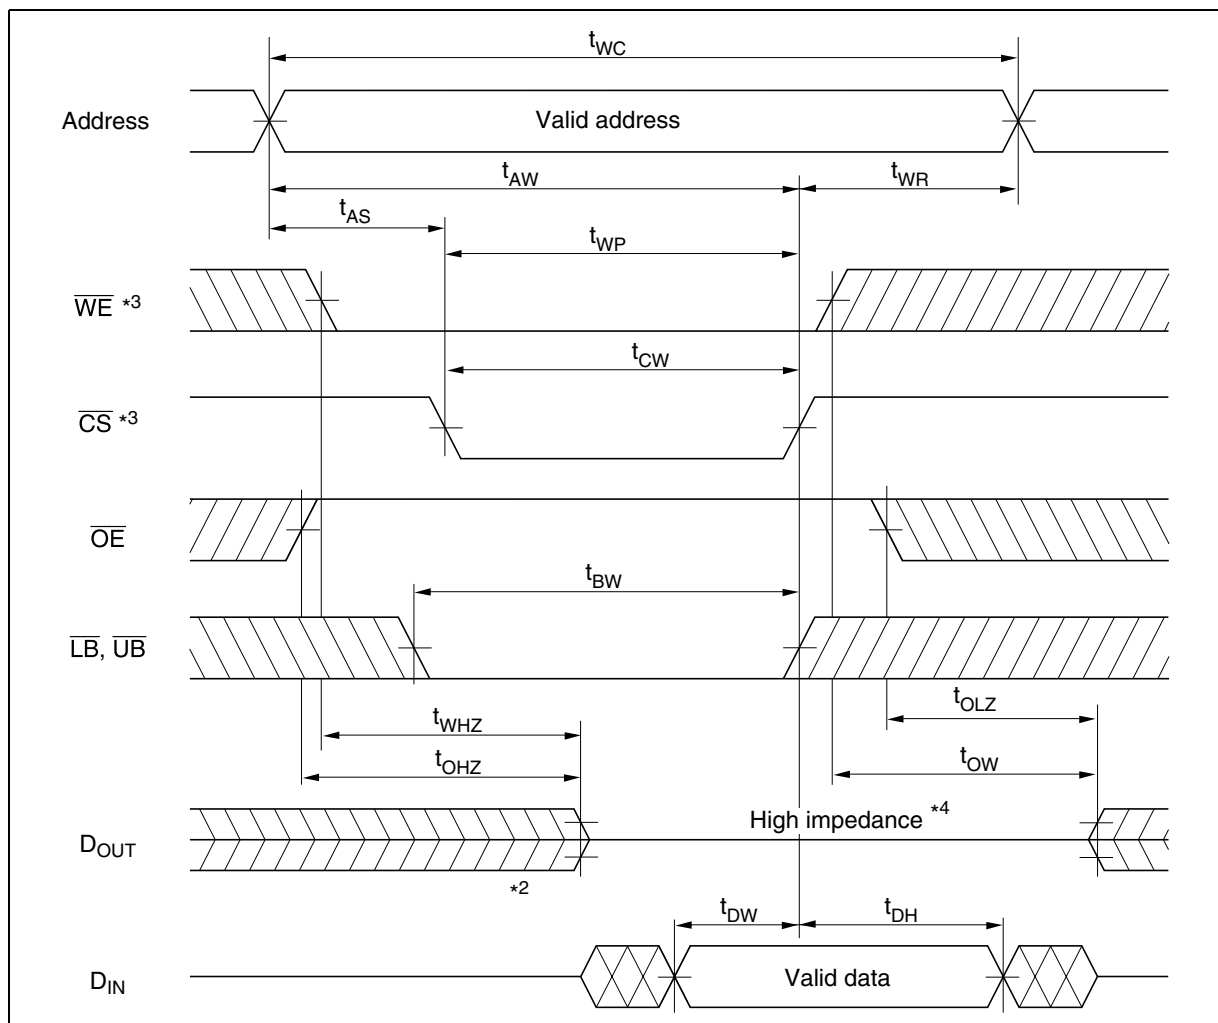 tWC
Address
Valid address
tAW
tWR
tAS
tWP
WE *3
tCW
CS *3
OE
tBW
LB, UB
tOLZ
tWHZ
tOW
tOHZ
High impedance *4
DOUT
*2
tDW
tDH
DIN
Valid data